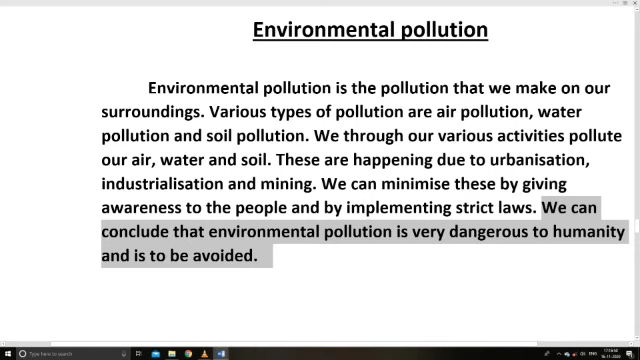 Environmental pollution
Environmental pollution is the pollution that we make on our
surroundings. Various types of pollution are air pollution, water
pollution and soil pollution. We through our various activities pollute
our air, water and soil. These are happening due to urbanisation,
industrialisation and mining. We can minimise these by giving
awareness to the people and by implementing strict laws. We can
conclude that environmental pollution is very dangerous to humanity
and is to be avoided.
Type here to search
ENG